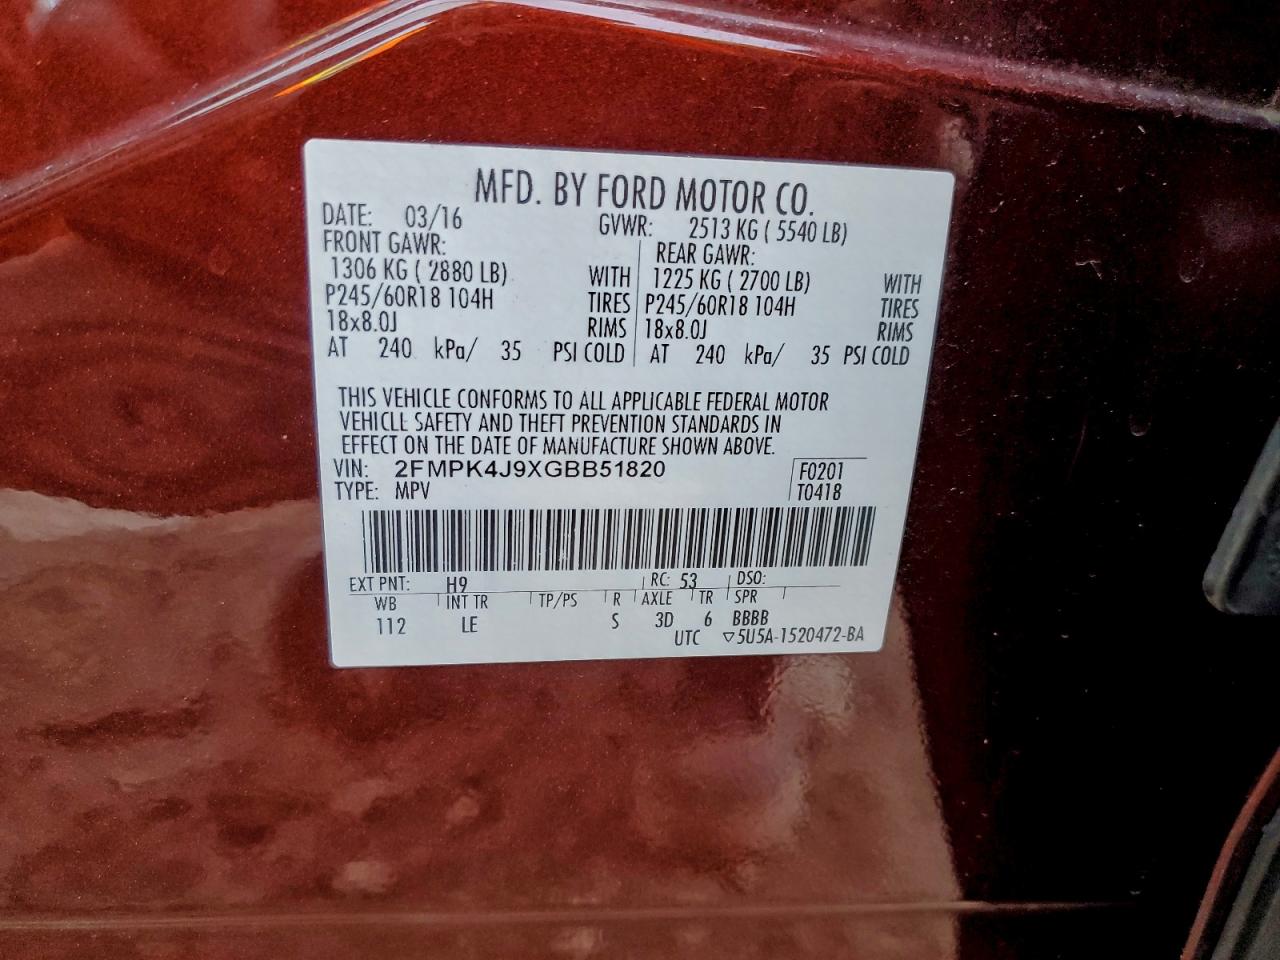 MFD. BY FORD MOTOR CO.
DATE: 03/16 GVWR: 2513 KG ( 5540 LB)
FRONT GAWR: REAR GAWR:
1306 KG ( 2880 LB) WITH 1225 KG ( 2700 LB) WITH
P245/60R18 104H TIRES P245/60R18 104H TIRES
18x8.0J RIMS 18x8.0J RIMS
AT 240 kPa/ 35 PSI COLD AT 240 kPa/ 35 PSI COLD
THIS VEHICLE CONFORMS TO ALL APPLICABLE FEDERAL MOTOR
VEHICLE SAFETY AND THEFT PREVENTION STANDARDS IN
EFFECT ON THE DATE OF MANUFACTURE SHOWN ABOVE.
VIN: 2FMPK4J9XGBB51820 F0201
TYPE: MPV T0418
EXT PNT: H9 RC: 53 DSO:
WB INT TR TP/PS R AXLE TR SPR
112 LE S 3D 6 BBBB
UTC ▽5U5A-1520472-BA